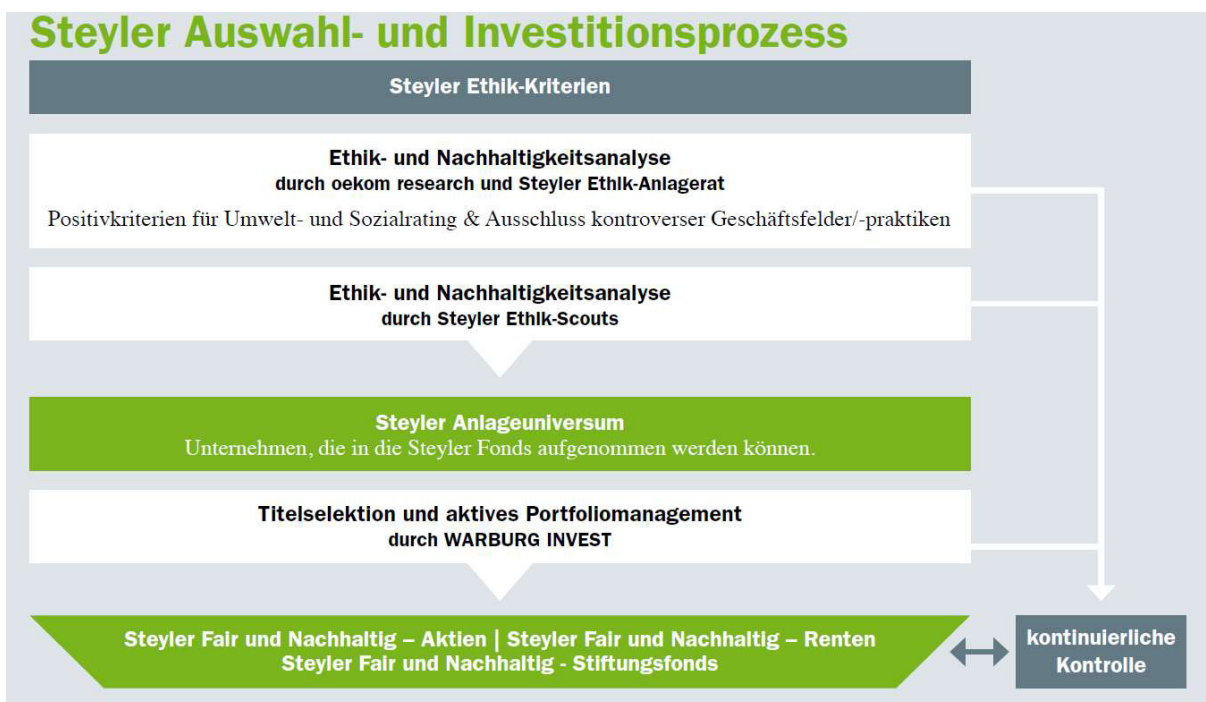 Steyler Auswahl- und Investitionsprozess
Steyler Ethik-Kriterien
Ethik- und Nachhaltigkeitsanalyse
durch oekom research und Steyler Ethik-Anlagerat
Positivkriterien für Umwelt- und Sozialrating & Ausschluss kontroverser Geschäftsfelder/-praktiken
Ethik- und Nachhaltigkeitsanalyse
durch Steyler Ethik-Scouts
Steyler Anlageuniversum
Unternehmen, die in die Steyler Fonds aufgenommen werden können.
Titelselektion und aktives Portfoliomanagement
durch WARBURG INVEST
Steyler Fair und Nachhaltig – Aktien | Steyler Fair und Nachhaltig – Renten
Steyler Fair und Nachhaltig - Stiftungsfonds
kontinuierliche
Kontrolle